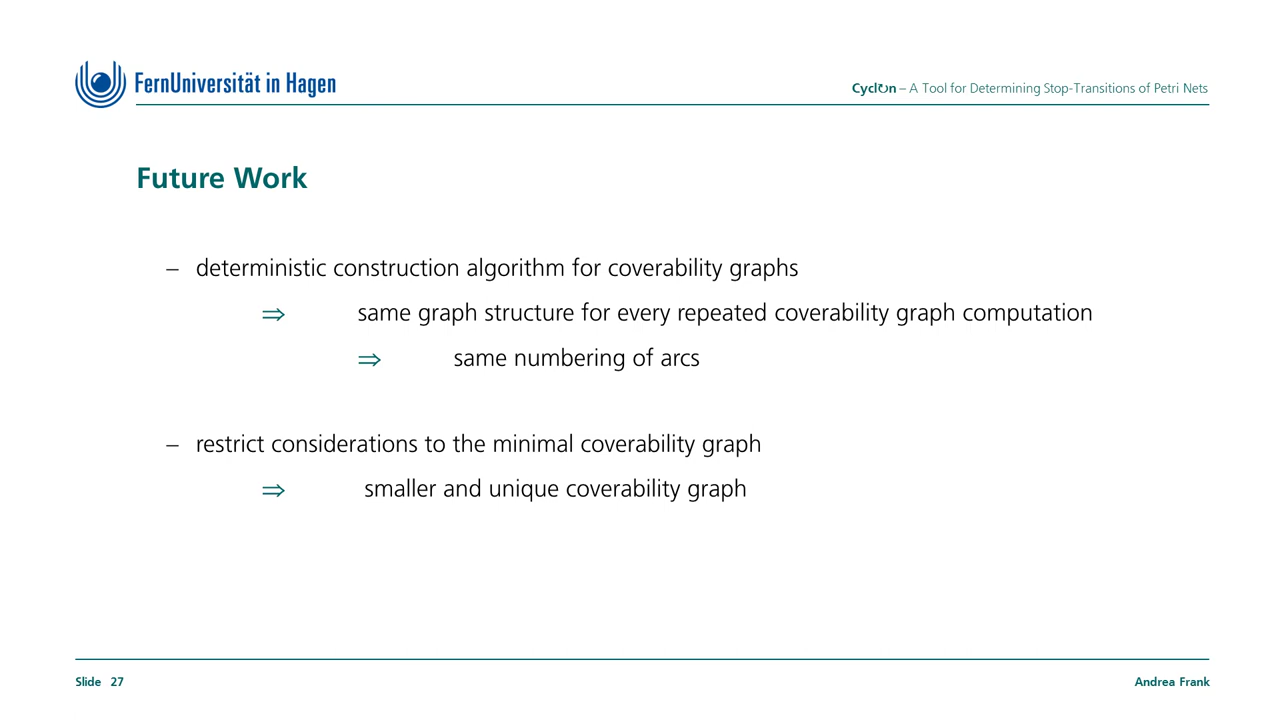 FernUniversität in Hagen
Cycl↻n – A Tool for Determining Stop-Transitions of Petri Nets
Future Work
– deterministic construction algorithm for coverability graphs
⇒ same graph structure for every repeated coverability graph computation
⇒ same numbering of arcs
– restrict considerations to the minimal coverability graph
⇒ smaller and unique coverability graph
Slide 27
Andrea Frank